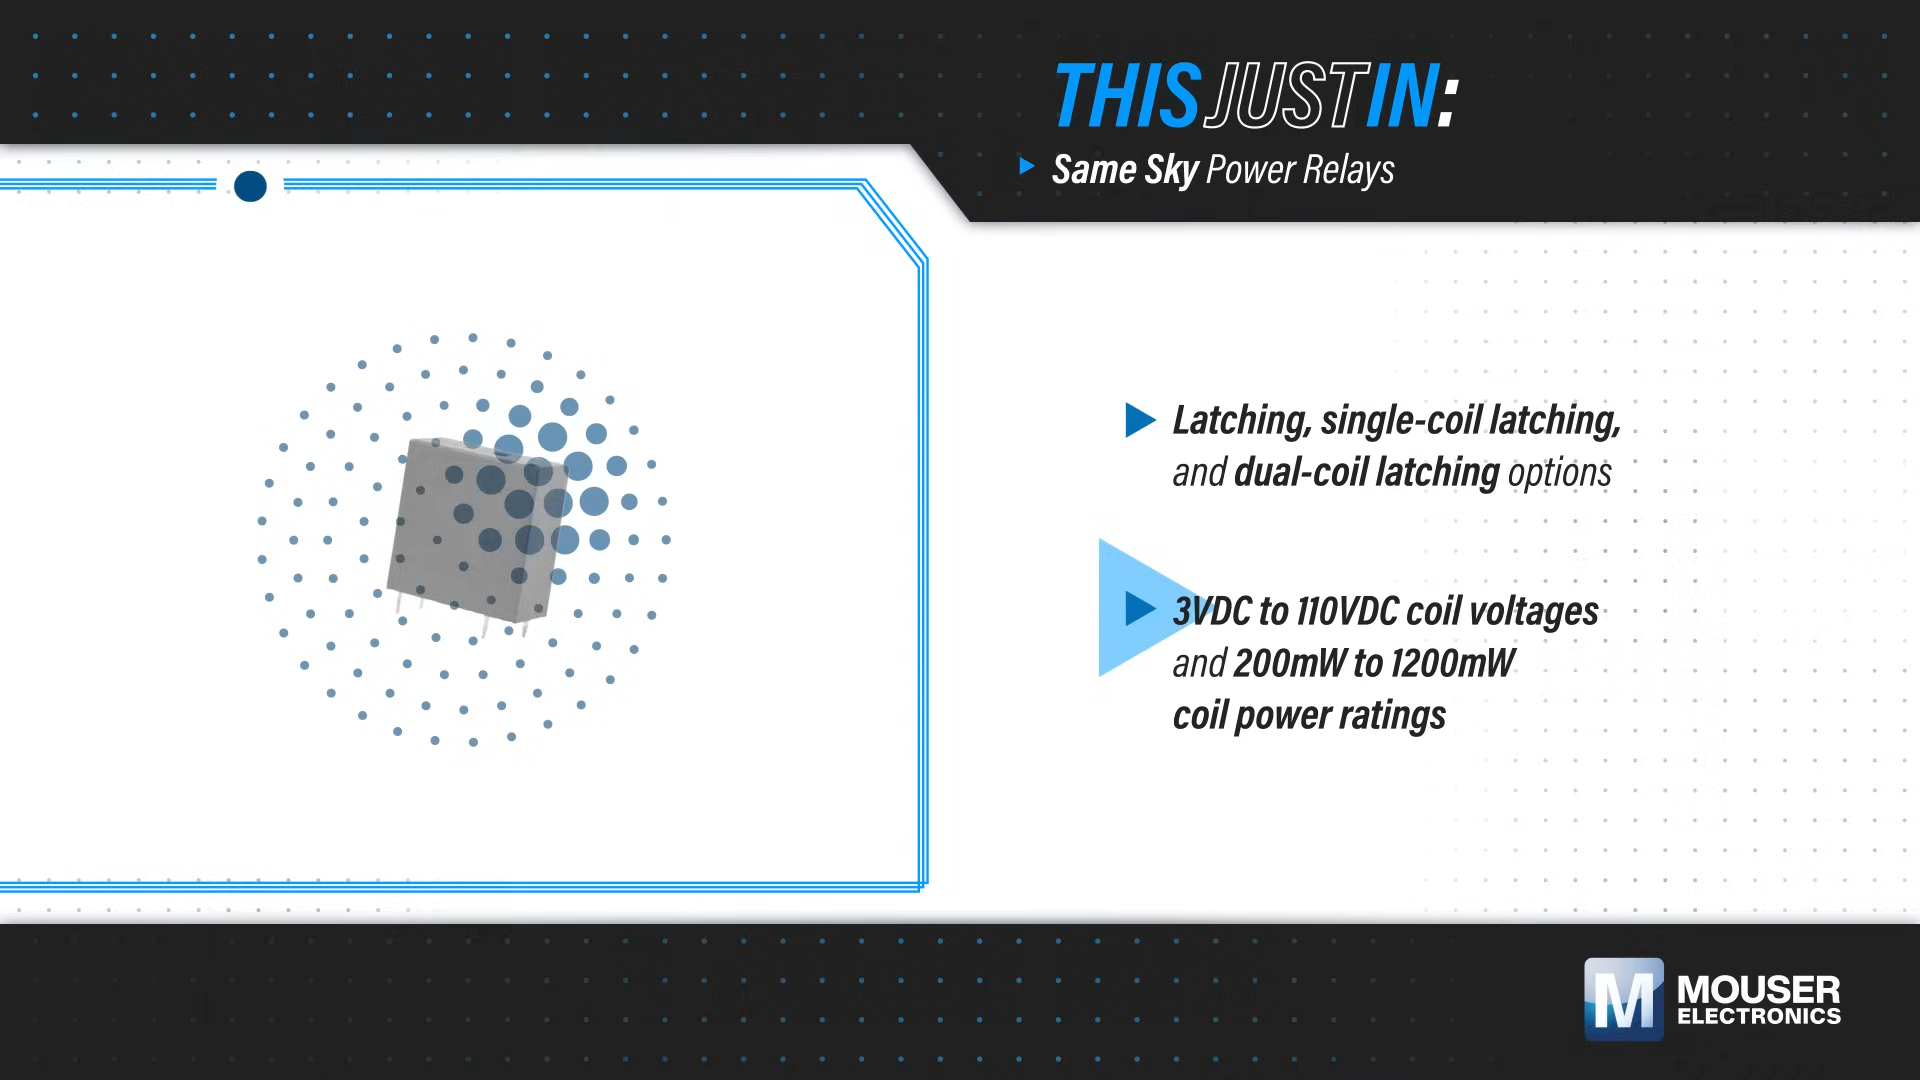 THIS JUST IN:
Same Sky Power Relays
Latching, single-coil latching,
and dual-coil latching options
3VDC to 110VDC coil voltages
and 200mW to 1200mW
coil power ratings
M MOUSER
ELECTRONICS